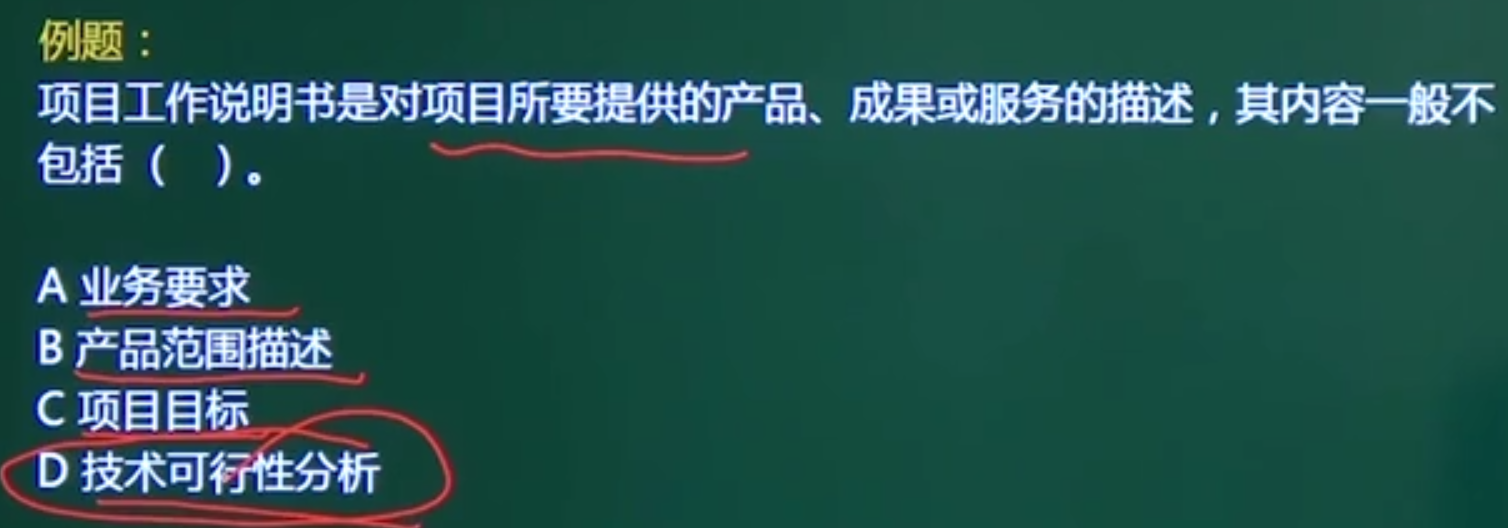 例题：
项目工作说明书是对项目所要提供的产品、成果或服务的描述，其内容一般不
包括（ ）。
A 业务要求
B 产品范围描述
C 项目目标
D 技术可行性分析